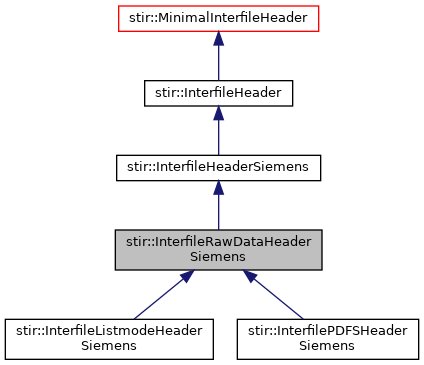 stir::MinimalInterfileHeader
stir::InterfileHeader
stir::InterfileHeaderSiemens
stir::InterfileRawDataHeader
Siemens
stir::InterfileListmodeHeader
Siemens
stir::InterfilePDFSHeader
Siemens